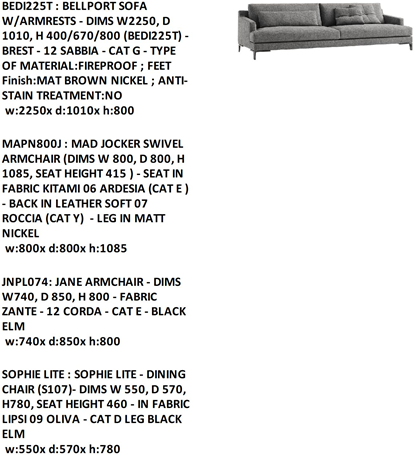 BEDI225T : BELLPORT SOFA
W/ARMRESTS - DIMS W2250, D
1010, H 400/670/800 (BEDI225T) -
BREST - 12 SABBIA - CAT G - TYPE
OF MATERIAL:FIREPROOF ; FEET
Finish:MAT BROWN NICKEL ; ANTI-
STAIN TREATMENT:NO
w:2250x d:1010x h:800
MAPN800J : MAD JOCKER SWIVEL
ARMCHAIR (DIMS W 800, D 800, H
1085, SEAT HEIGHT 415 ) - SEAT IN
FABRIC KITAMI 06 ARDESIA (CAT E )
- BACK IN LEATHER SOFT 07
ROCCIA (CAT Y) - LEG IN MATT
NICKEL
w:800x d:800x h:1085
JNPL074: JANE ARMCHAIR - DIMS
W740, D 850, H 800 - FABRIC
ZANTE - 12 CORDA - CAT E - BLACK
ELM
w:740x d:850x h:800
SOPHIE LITE : SOPHIE LITE - DINING
CHAIR (S107)- DIMS W 550, D 570,
H780, SEAT HEIGHT 460 - IN FABRIC
LIPSI 09 OLIVA - CAT D LEG BLACK
ELM
w:550x d:570x h:780